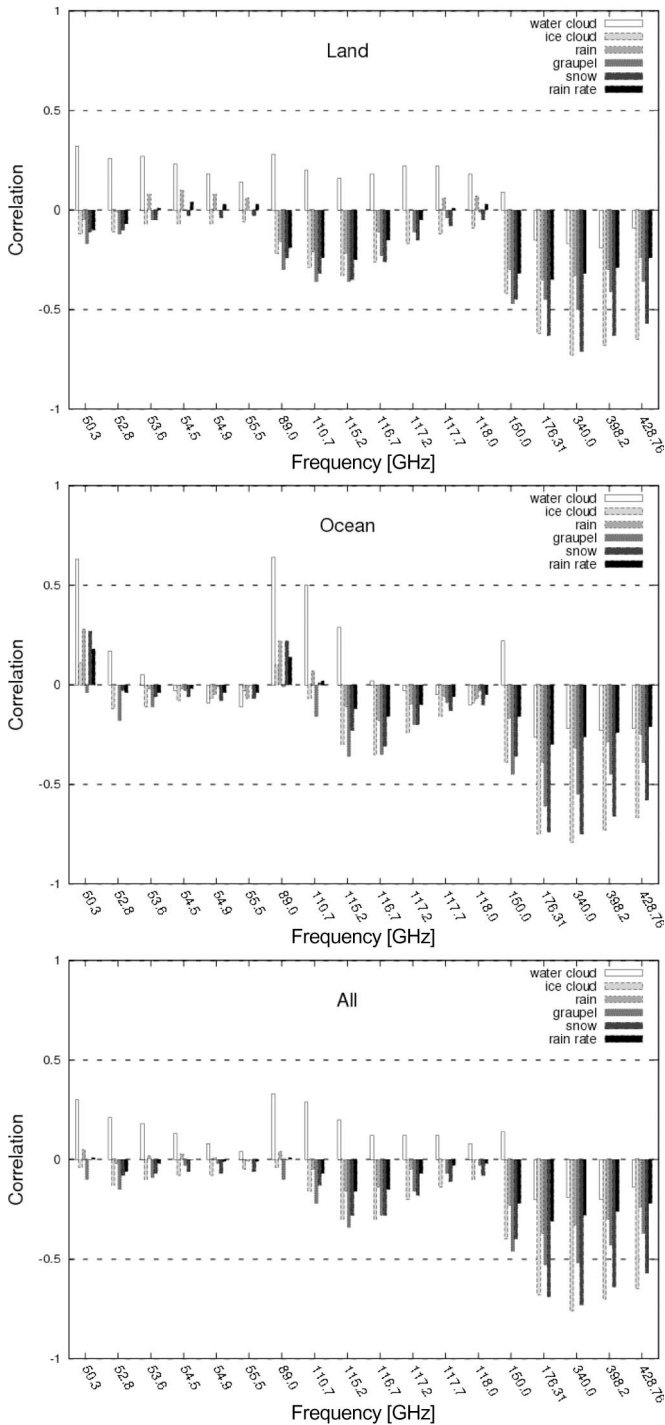 1
water cloud
ice cloud
Land
rain
graupel
0.5
snow
rain rate
Correlation
0
-0.5
-1
50.3 52.8 53.6 54.5 54.9 55.5 89.0 110.7 115.2 116.7 117.2 117.7 118.0 150.0 176.31 340.0 398.2 428.76
Frequency [GHz]
1
water cloud
ice cloud
Ocean
rain
graupel
0.5
snow
rain rate
Correlation
0
-0.5
-1
50.3 52.8 53.6 54.5 54.9 55.5 89.0 110.7 115.2 116.7 117.2 117.7 118.0 150.0 176.31 340.0 398.2 428.76
Frequency [GHz]
1
water cloud
ice cloud
All
rain
graupel
0.5
snow
rain rate
Correlation
0
-0.5
-1
50.3 52.8 53.6 54.5 54.9 55.5 89.0 110.7 115.2 116.7 117.2 117.7 118.0 150.0 176.31 340.0 398.2 428.76
Frequency [GHz]